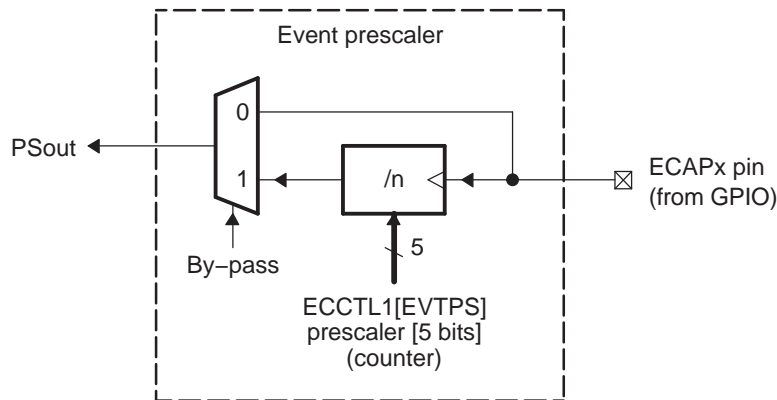 Event prescaler
0
PSout
ECAPx pin
(from GPIO)
1
/n
5
By−pass
ECCTL1[EVTPS]
prescaler [5 bits]
(counter)